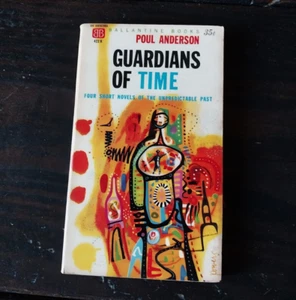 BALLANTINE BOOKS 35¢
POUL ANDERSON
GUARDIANS
OF TIME
FOUR SHORT NOVELS OF THE UNPREDICTABLE PAST